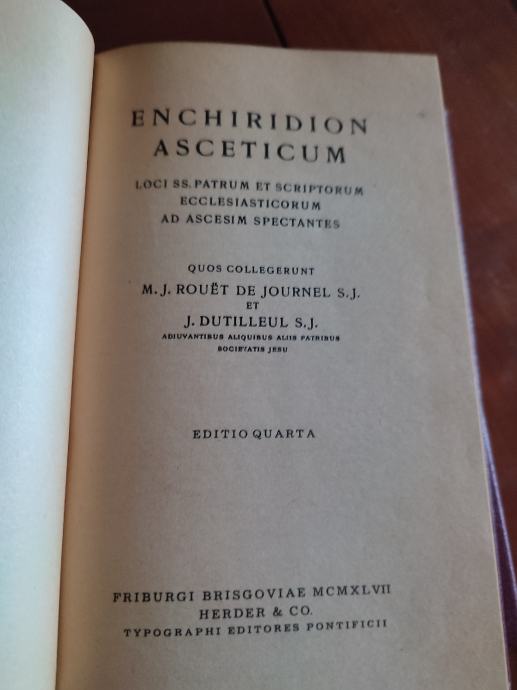 ENCHIRIDION
ASCETICUM
LOCI SS. PATRUM ET SCRIPTORUM
ECCLESIASTICORUM
AD ASCESIM SPECTANTES
QUOS COLLEGERUNT
M. J. ROUËT DE JOURNEL S. J.
ET
J. DUTILLEUL S. J.
ADIUVANTIBUS ALIQUIBUS ALIIS PATRIBUS
SOCIETATIS JESU
EDITIO QUARTA
FRIBURGI BRISGOVIAE MCMXLVII
HERDER & CO.
TYPOGRAPHI EDITORES PONTIFICII